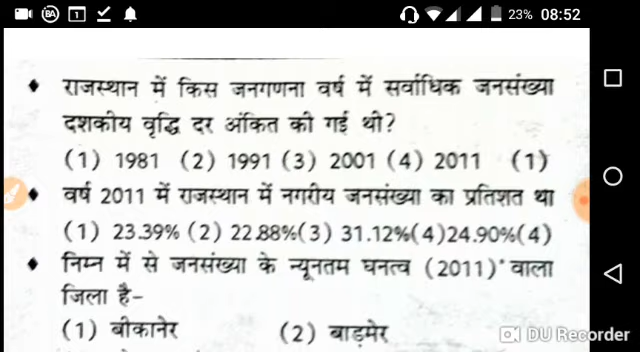 BA 1 23% 08:52
♦ राजस्थान में किस जनगणना वर्ष में सर्वाधिक जनसंख्या
दशकीय वृद्धि दर अंकित की गई थी?
(1) 1981 (2) 1991 (3) 2001 (4) 2011 (1)
♦ वर्ष 2011 में राजस्थान में नगरीय जनसंख्या का प्रतिशत था
(1) 23.39% (2) 22.88%(3) 31.12%(4)24.90%(4)
♦ निम्न में से जनसंख्या के न्यूनतम घनत्व (2011) वाला
जिला है-
(1) बीकानेर (2) बाड़मेर
DU Recorder